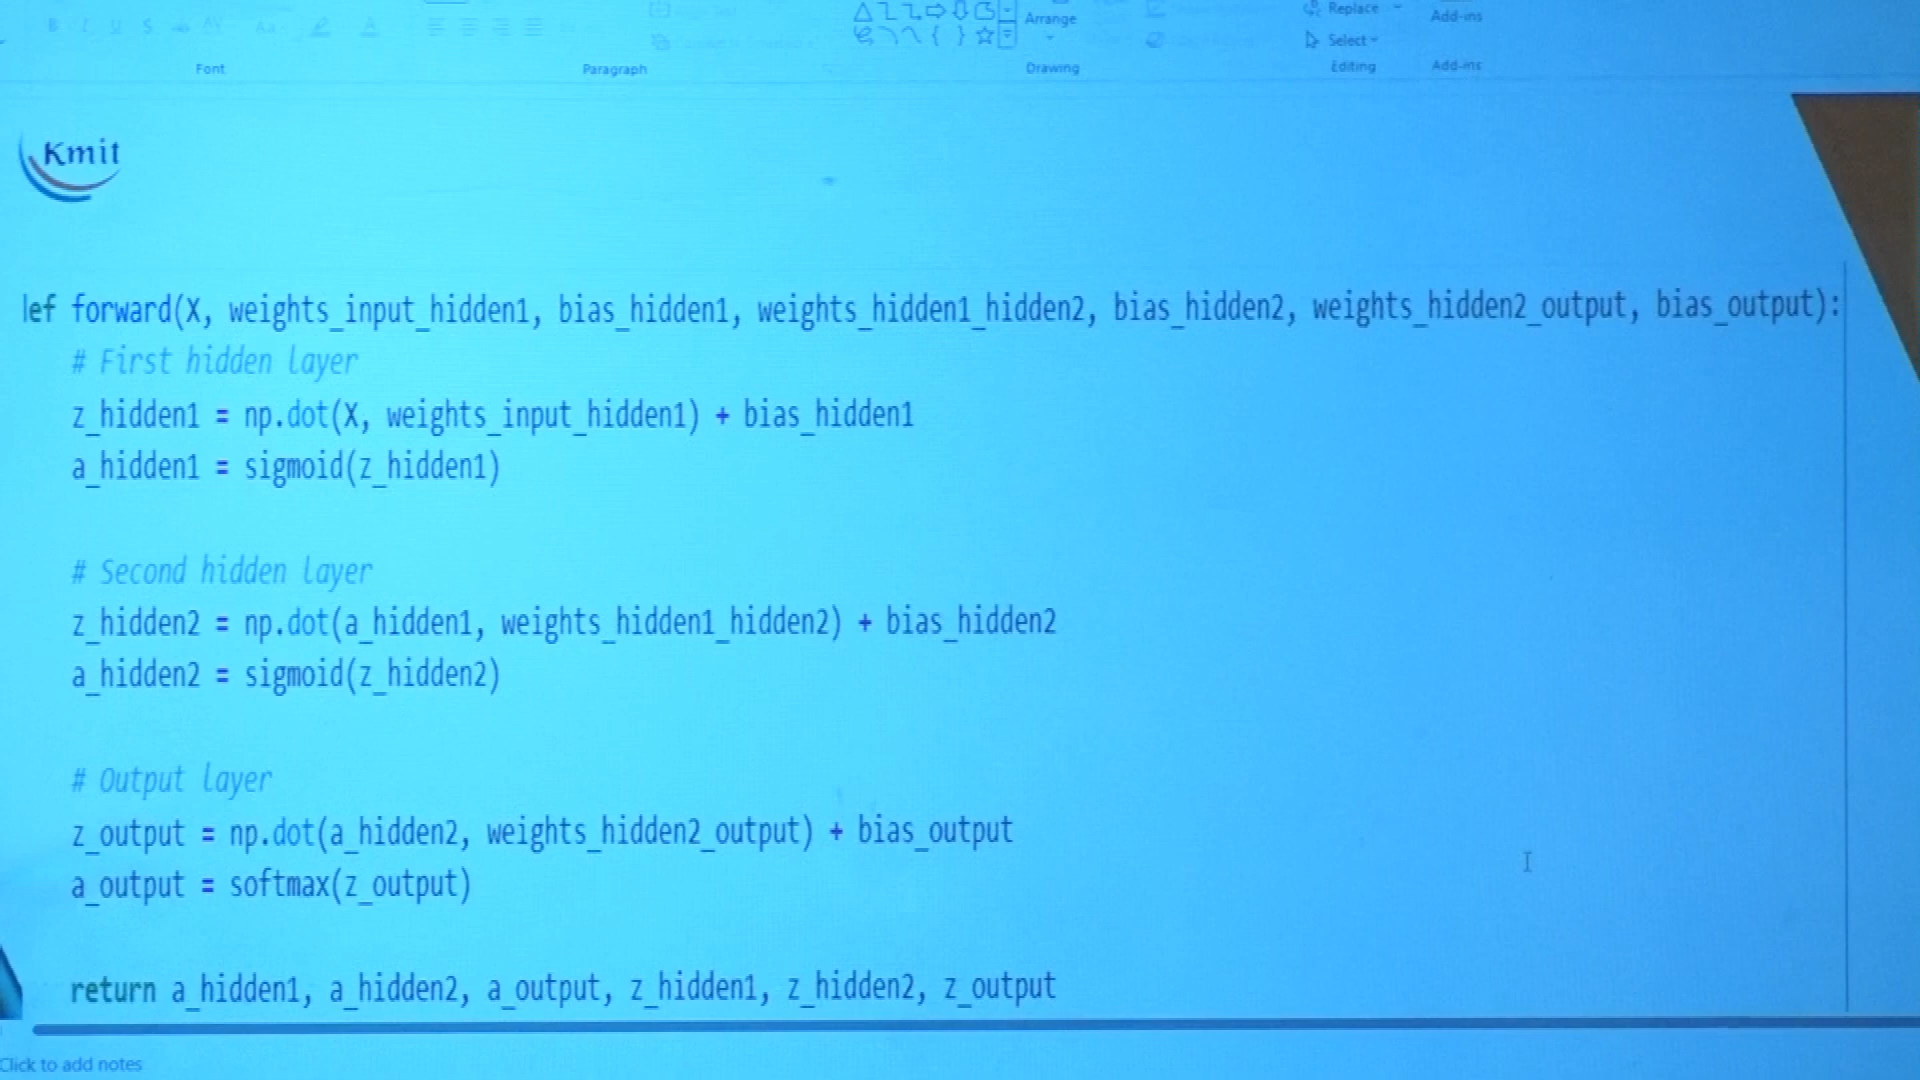 B I U S
Font
Paragraph
Arrange
Drawing
Replace
Select
Editing
Add-ins
Add-ins
Kmit
lef forward(X, weights_input_hidden1, bias_hidden1, weights_hidden1_hidden2, bias_hidden2, weights_hidden2_output, bias_output):
# First hidden layer
z_hidden1 = np.dot(X, weights_input_hidden1) + bias_hidden1
a_hidden1 = sigmoid(z_hidden1)
# Second hidden layer
z_hidden2 = np.dot(a_hidden1, weights_hidden1_hidden2) + bias_hidden2
a_hidden2 = sigmoid(z_hidden2)
# Output layer
z_output = np.dot(a_hidden2, weights_hidden2_output) + bias_output
a_output = softmax(z_output)
return a_hidden1, a_hidden2, a_output, z_hidden1, z_hidden2, z_output
Click to add notes